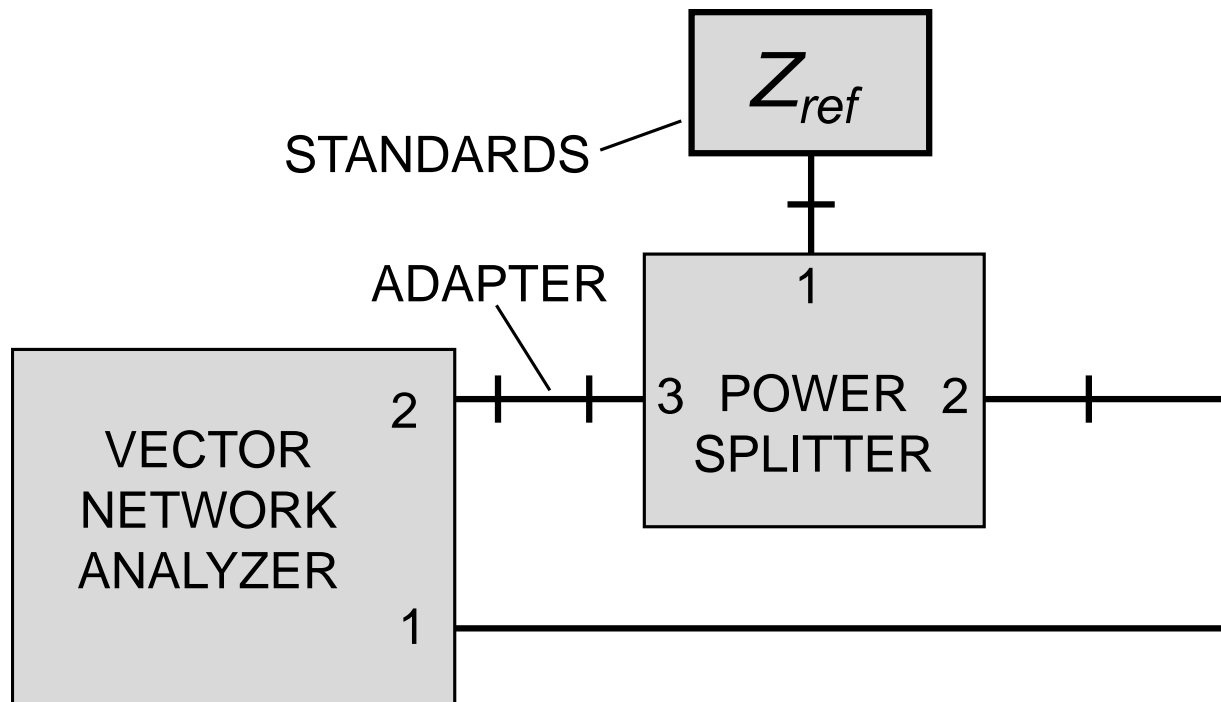 Zref
STANDARDS
ADAPTER
1
2
3
POWER
2
SPLITTER
VECTOR
NETWORK
ANALYZER
1